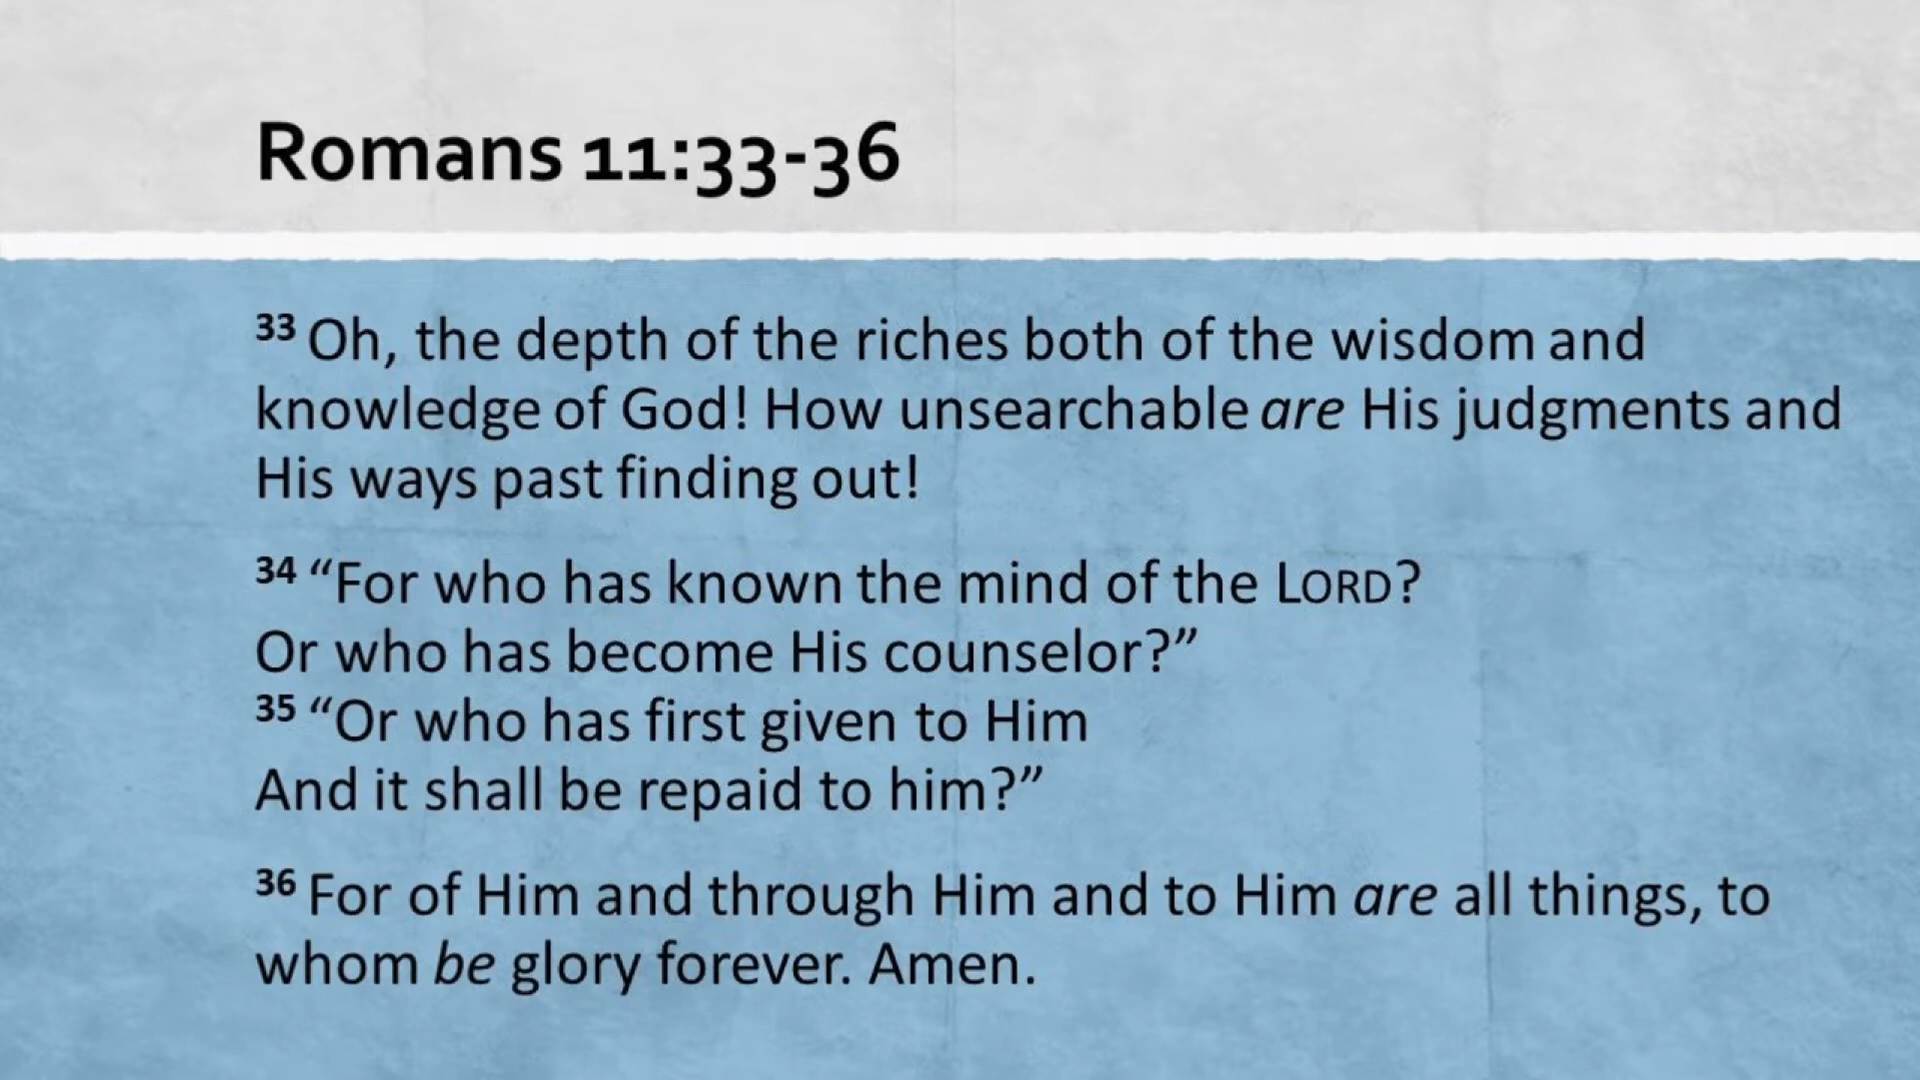 Romans 11:33-36
33 Oh, the depth of the riches both of the wisdom and
knowledge of God! How unsearchable are His judgments and
His ways past finding out!
34 “For who has known the mind of the LORD?
Or who has become His counselor?”
35 “Or who has first given to Him
And it shall be repaid to him?”
36 For of Him and through Him and to Him are all things, to
whom be glory forever. Amen.